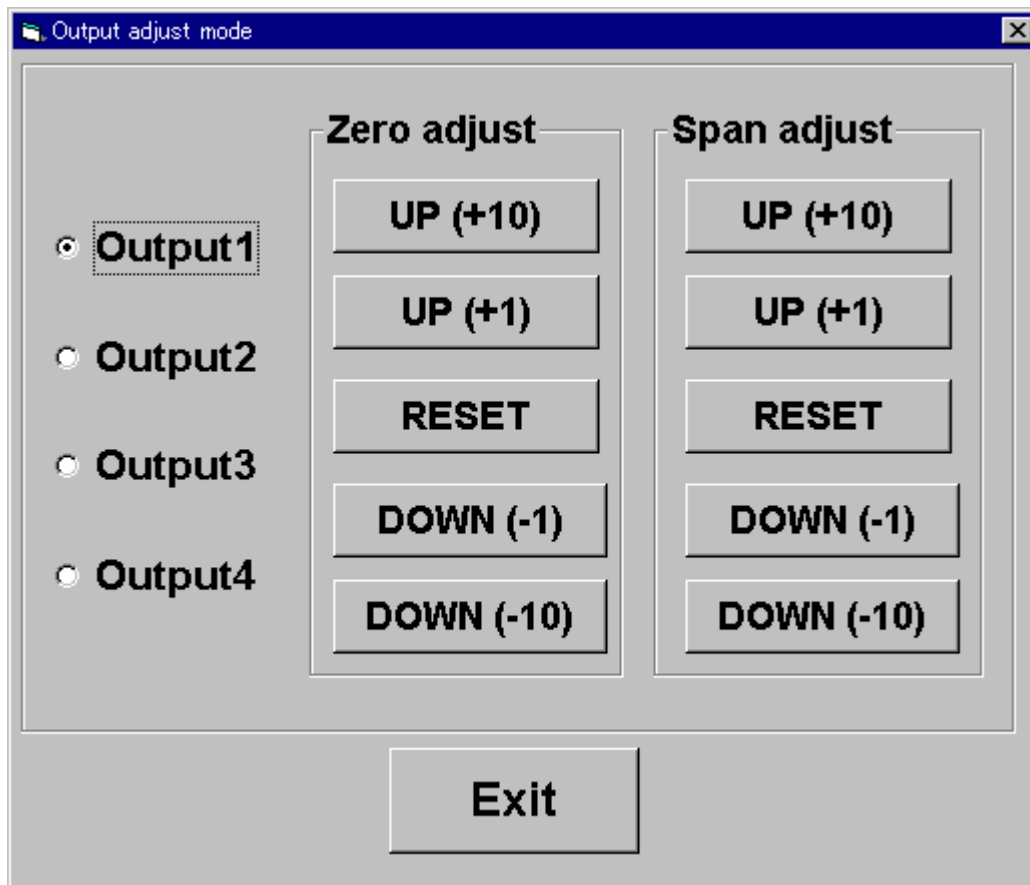 Output adjust mode
Output1
Output2
Output3
Output4
Zero adjust
UP (+10)
UP (+1)
RESET
DOWN (-1)
DOWN (-10)
Span adjust
UP (+10)
UP (+1)
RESET
DOWN (-1)
DOWN (-10)
Exit